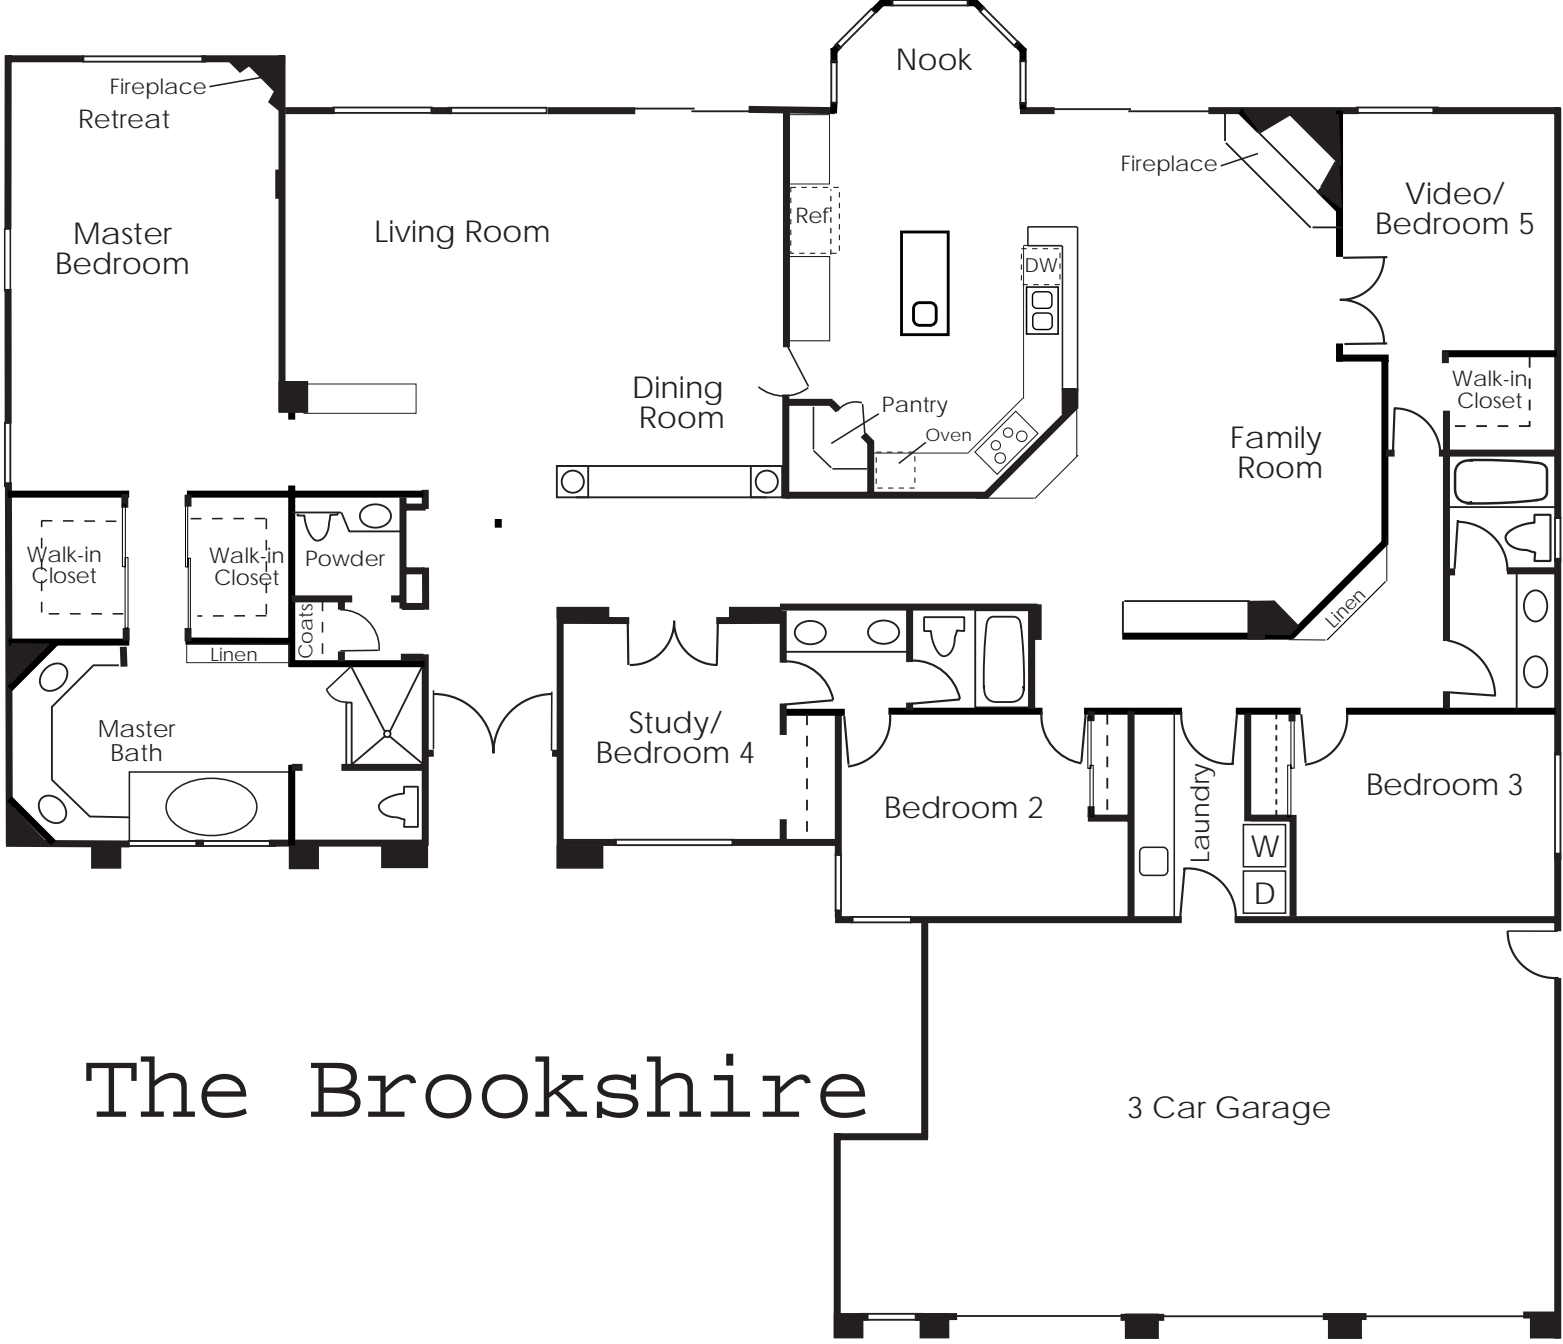 Nook
Fireplace
Retreat
Fireplace
Video/
Bedroom 5
Master
Bedroom
Living Room
Ref
DW
Dining
Room
Pantry
Oven
Family
Room
Walk-in
Closet
Walk-in
Closet
Walk-in
Closet
Powder
Coats
Linen
Linen
Master
Bath
Study/
Bedroom 4
Bedroom 2
Laundry
W
D
Bedroom 3
The Brookshire
3 Car Garage